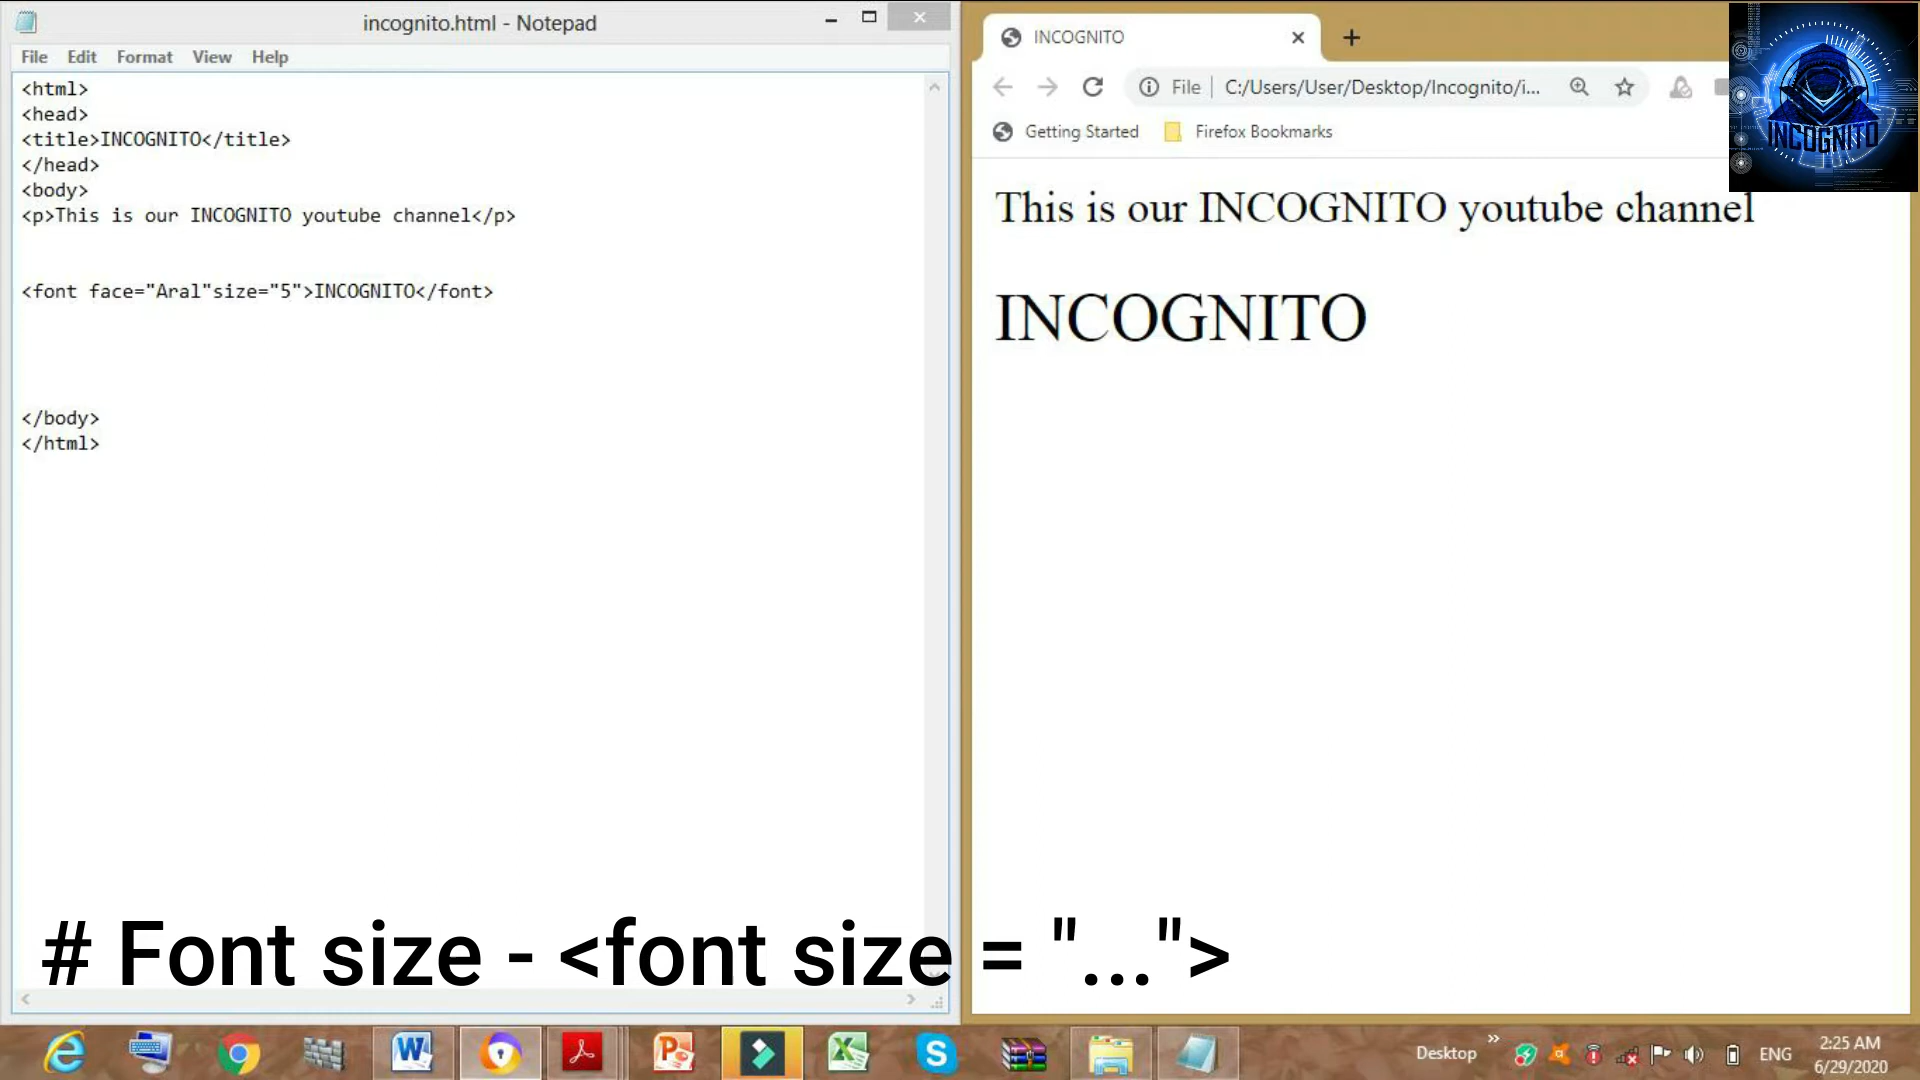 incognito.html - Notepad
File Edit Format View Help
<html>
<head>
<title>INCOGNITO</title>
</head>
<body>
<p>This is our INCOGNITO youtube channel</p>
<font face="Aral"size="5">INCOGNITO</font>
</body>
</html>
INCOGNITO
File C:/Users/User/Desktop/Incognito/i...
Getting Started Firefox Bookmarks
INCOGNITO
This is our INCOGNITO youtube channel
INCOGNITO
# Font size - <font size = "...">
Desktop
ENG
2:25 AM
6/29/2020